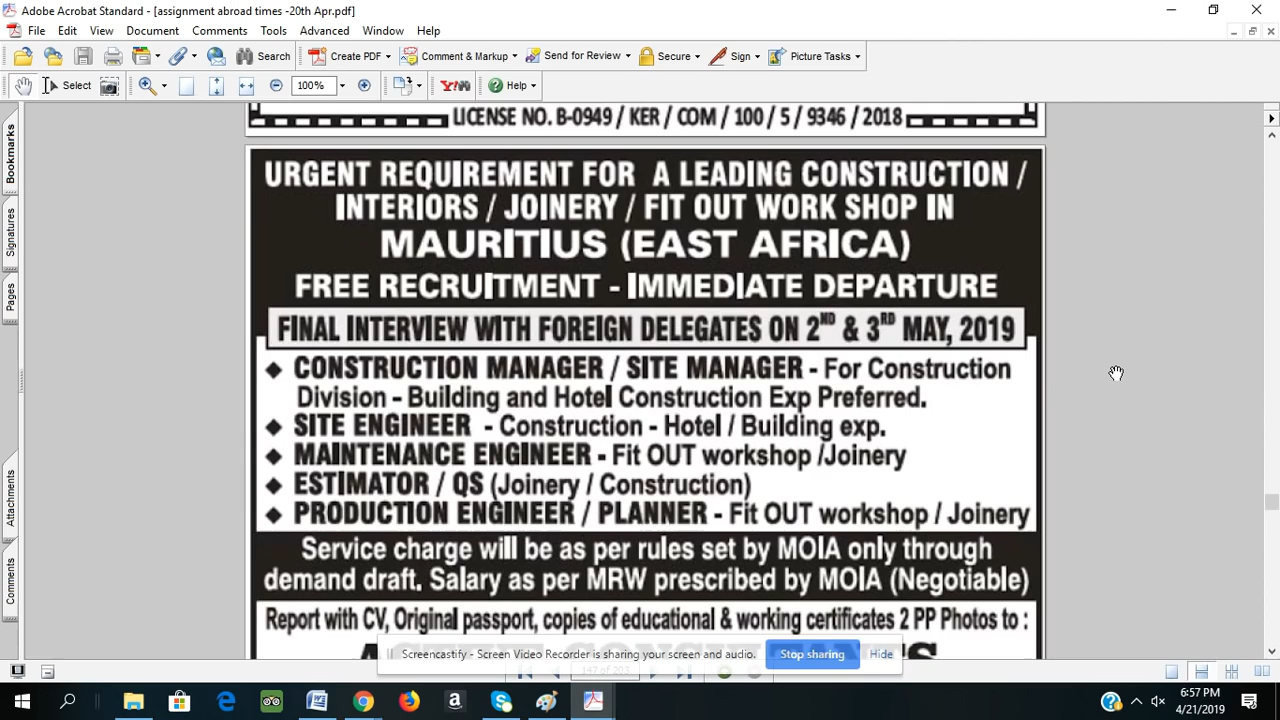 Adobe Acrobat Standard - [assignment abroad times -20th Apr.pdf]
File Edit View Document Comments Tools Advanced Window Help
Search Create PDF Comment & Markup Send for Review Secure Sign Picture Tasks
Select 100% Y! Help
Bookmarks
Signatures
Pages
Attachments
Comments
LICENSE NO. B-0949 / KER / COM / 100 / 5 / 9346 / 2018
URGENT REQUIREMENT FOR A LEADING CONSTRUCTION /
INTERIORS / JOINERY / FIT OUT WORK SHOP IN
MAURITIUS (EAST AFRICA)
FREE RECRUITMENT - IMMEDIATE DEPARTURE
FINAL INTERVIEW WITH FOREIGN DELEGATES ON 2ND & 3RD MAY, 2019
◆ CONSTRUCTION MANAGER / SITE MANAGER - For Construction
Division - Building and Hotel Construction Exp Preferred.
◆ SITE ENGINEER - Construction - Hotel / Building exp.
◆ MAINTENANCE ENGINEER - Fit OUT workshop /Joinery
◆ ESTIMATOR / QS (Joinery / Construction)
◆ PRODUCTION ENGINEER / PLANNER - Fit OUT workshop / Joinery
Service charge will be as per rules set by MOIA only through
demand draft. Salary as per MRW prescribed by MOIA (Negotiable)
Report with CV, Original passport, copies of educational & working certificates 2 PP Photos to :
Screencastify - Screen Video Recorder is sharing your screen and audio. Stop sharing Hide
147 of 203
6:57 PM
4/21/2019